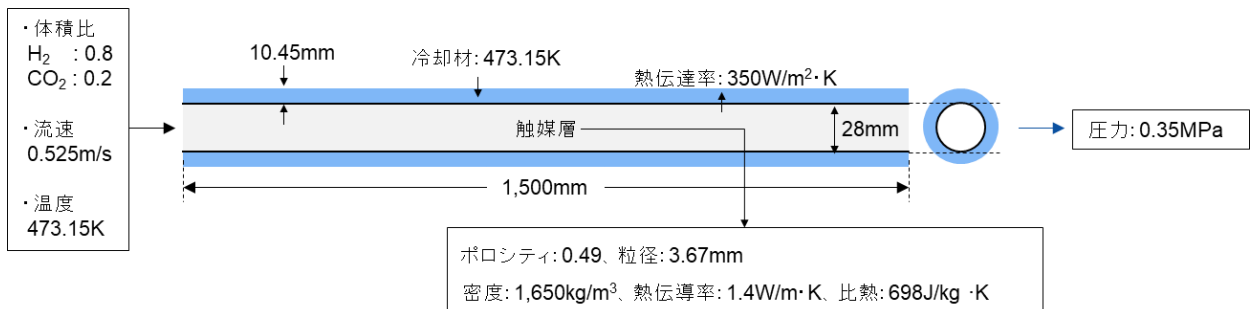 ・体積比
H₂ : 0.8
CO₂ : 0.2
・流速
0.525m/s
・温度
473.15K
10.45mm
冷却材: 473.15K
熱伝達率: 350W/m²・K
触媒層
28mm
1,500mm
圧力: 0.35MPa
ポロシティ: 0.49、粒径: 3.67mm
密度: 1,650kg/m³、熱伝導率: 1.4W/m・K、比熱: 698J/kg・K